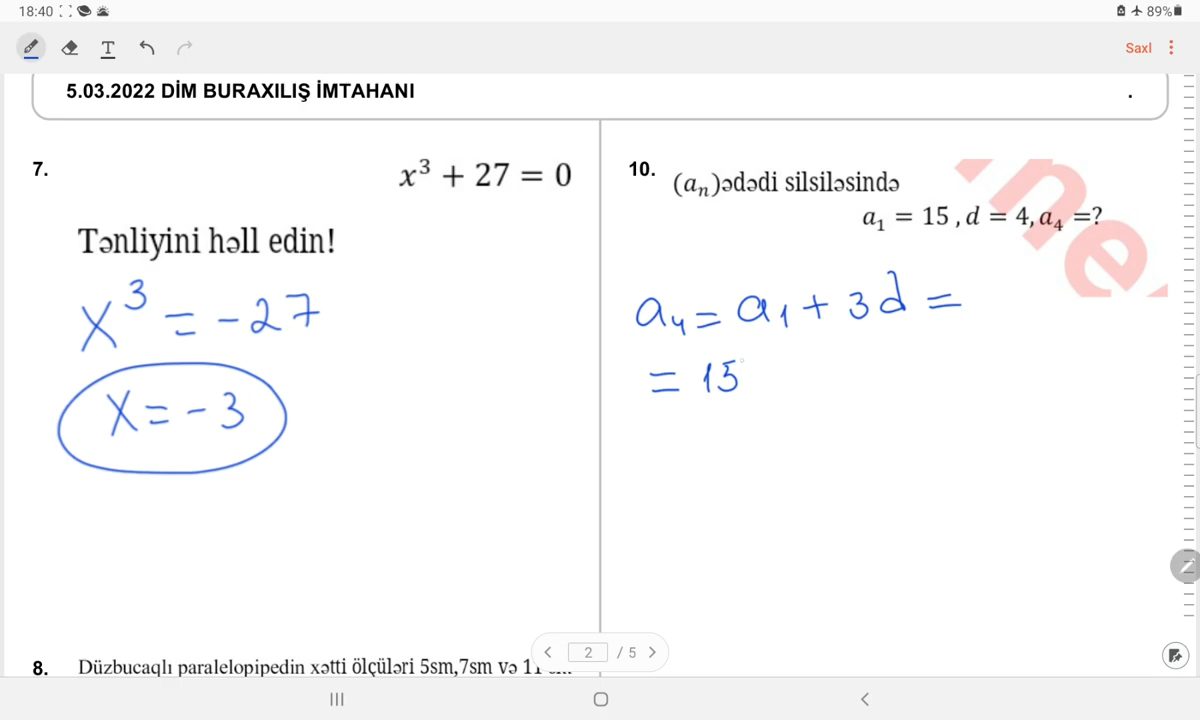 18:40
89%
T
Saxl
5.03.2022 DİM BURAXILIŞ İMTAHANI
.
7.
x³ + 27 = 0
Tənliyini həll edin!
x³ = -27
x = -3
10.
(aₙ)ədədi silsiləsində
a₁ = 15 , d = 4, a₄ =?
a₄ = a₁ + 3d =
= 15
8. Düzbucaqlı paralelopipedin xətti ölçüləri 5sm,7sm və
2 / 5